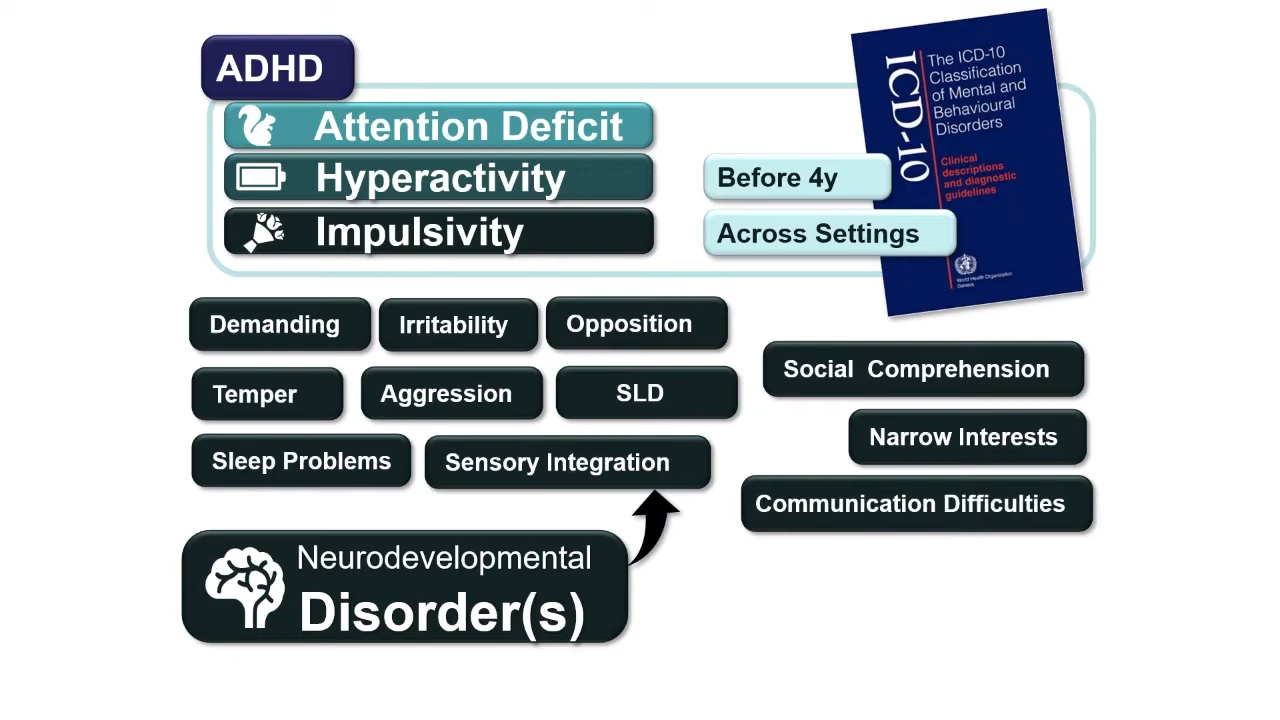 ADHD
Attention Deficit
Hyperactivity
Impulsivity
Before 4y
Across Settings
ICD-10
The ICD-10
Classification
of Mental and
Behavioural
Disorders
Clinical
descriptions
and diagnostic
guidelines
World Health Organization
Geneva
Demanding
Irritability
Opposition
Temper
Aggression
SLD
Sleep Problems
Sensory Integration
Social Comprehension
Narrow Interests
Communication Difficulties
Neurodevelopmental
Disorder(s)